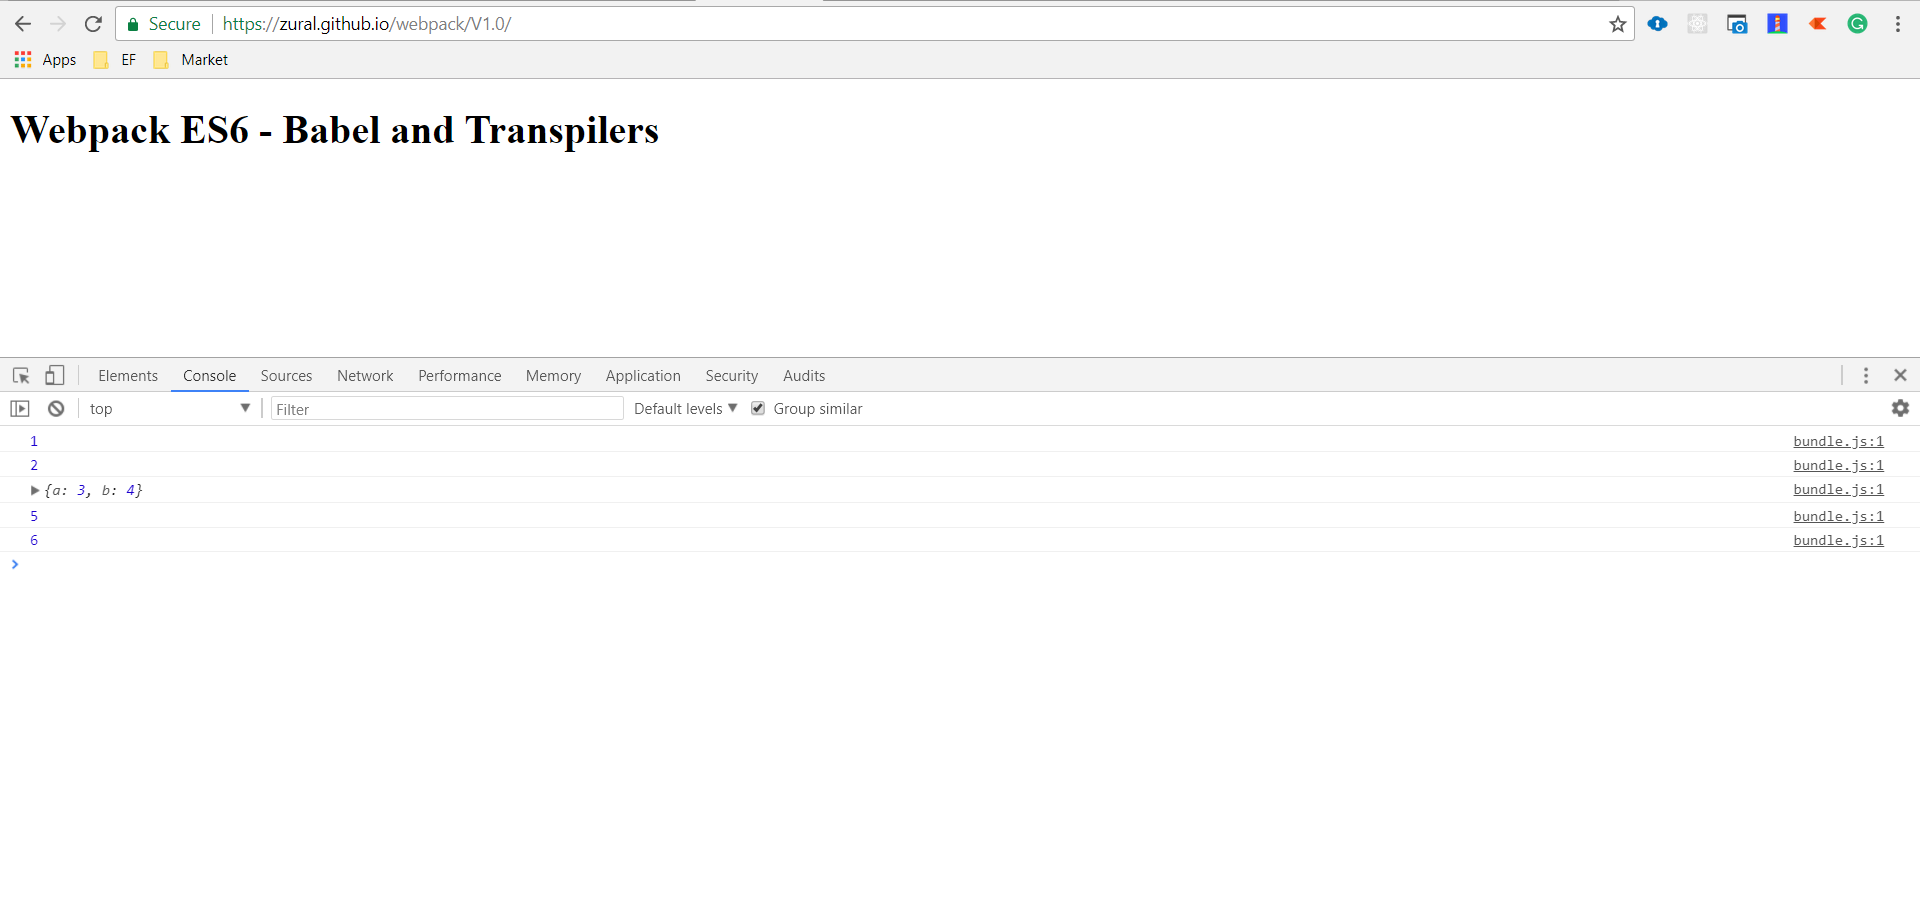 Secure https://zural.github.io/webpack/V1.0/
Apps EF Market
Webpack ES6 - Babel and Transpilers
Elements Console Sources Network Performance Memory Application Security Audits
top Filter Default levels Group similar
1 bundle.js:1
2 bundle.js:1
{a: 3, b: 4} bundle.js:1
5 bundle.js:1
6 bundle.js:1